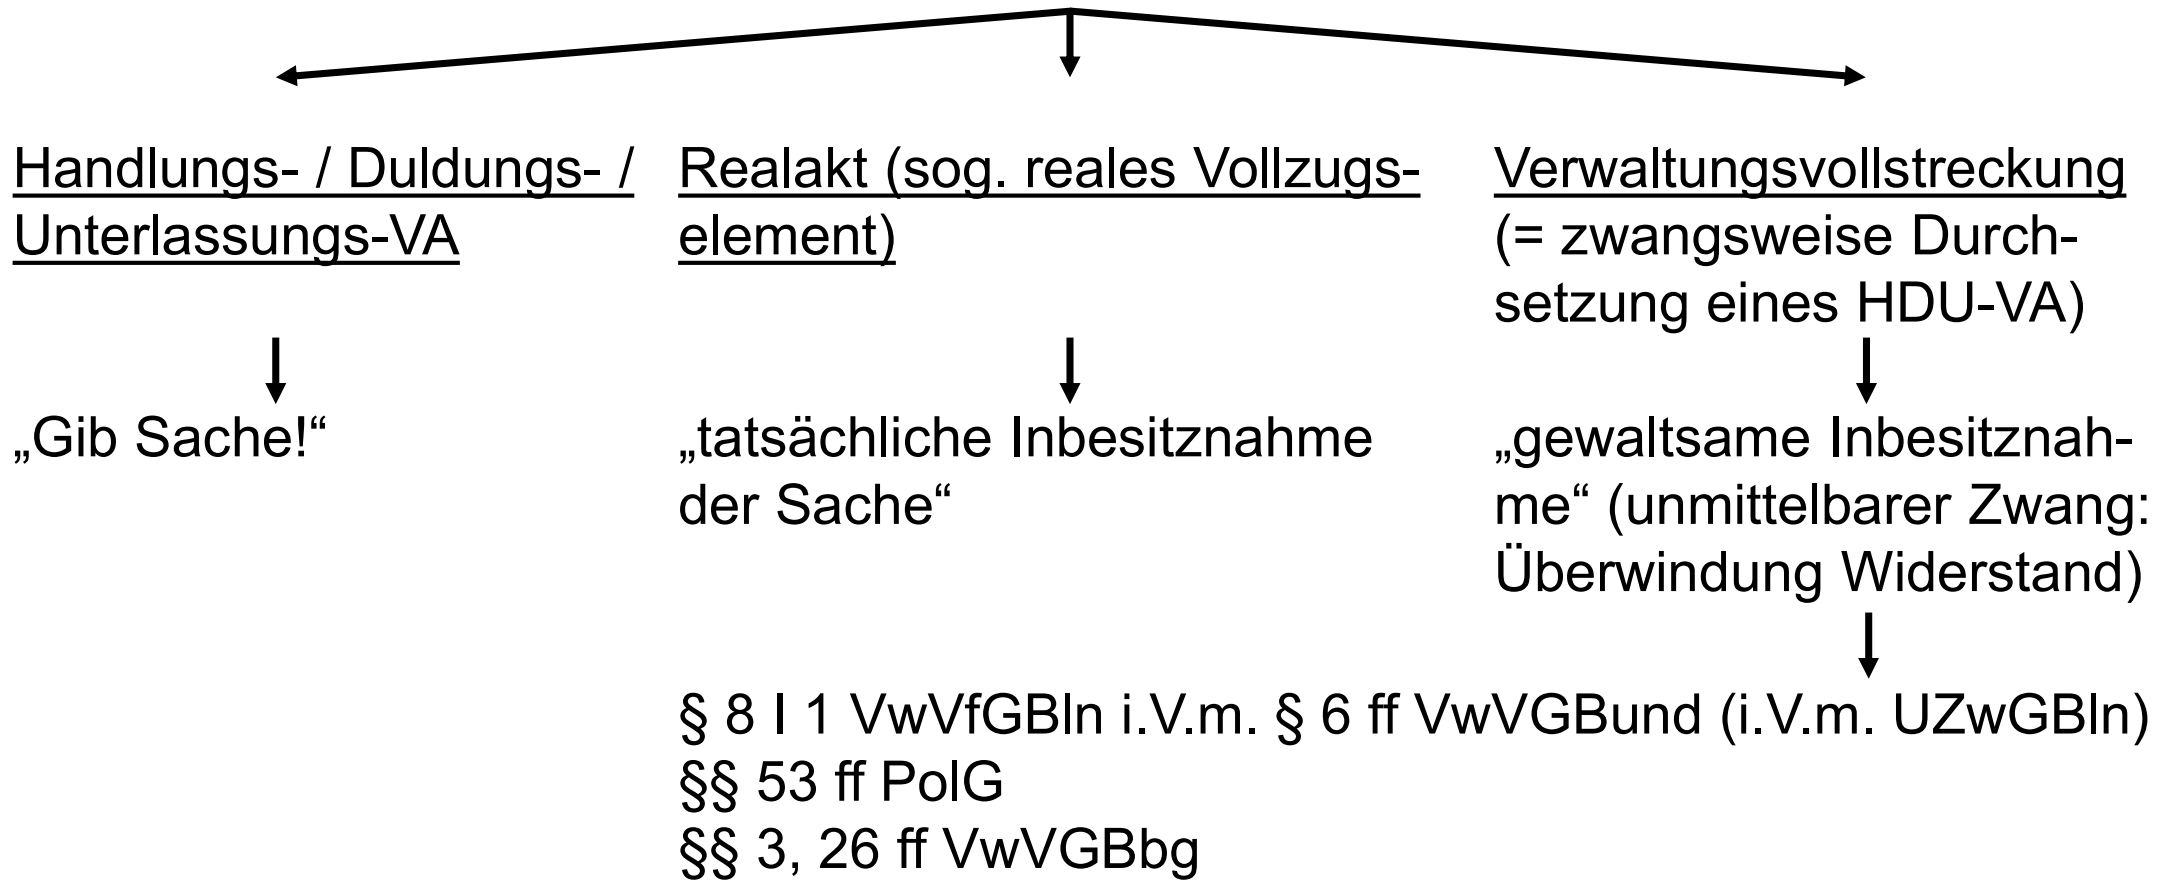 Handlungs- / Duldungs- /
Unterlassungs-VA
Realakt (sog. reales Vollzugs-
element)
Verwaltungsvollstreckung
(= zwangsweise Durch-
setzung eines HDU-VA)
„Gib Sache!“
„tatsächliche Inbesitznahme
der Sache“
„gewaltsame Inbesitznah-
me“ (unmittelbarer Zwang:
Überwindung Widerstand)
§ 8 I 1 VwVfGBln i.V.m. § 6 ff VwVGBund (i.V.m. UZwGBln)
§§ 53 ff PolG
§§ 3, 26 ff VwVGBbg